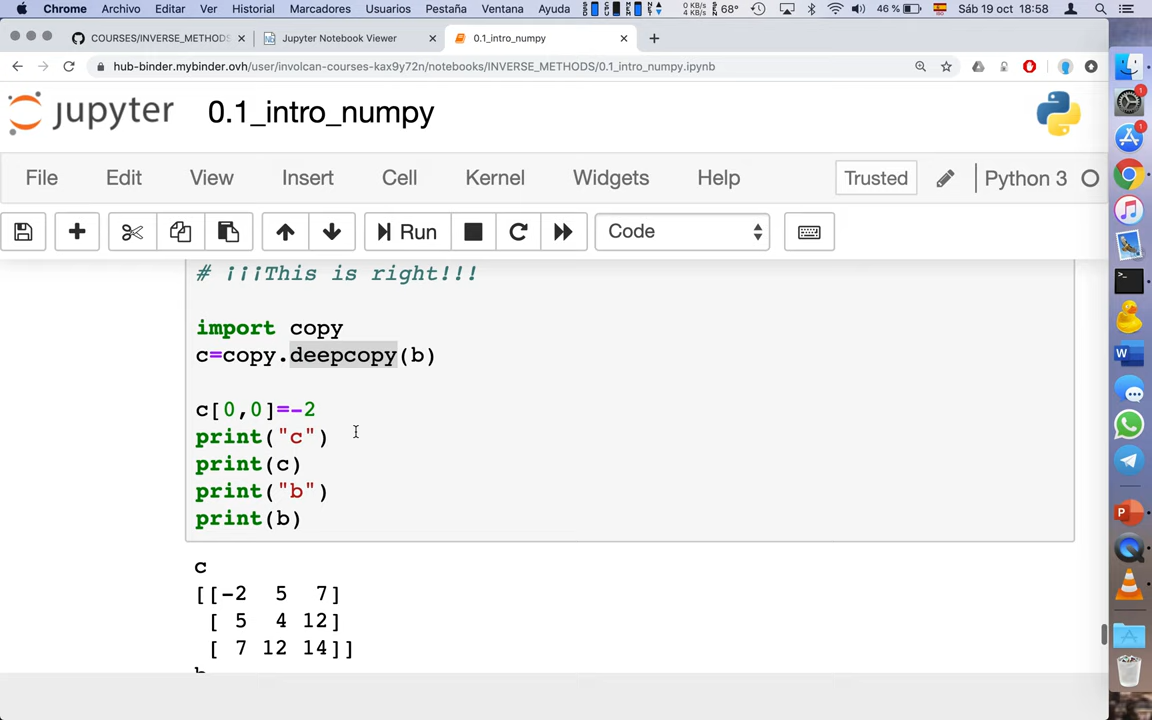 Chrome Archivo Editar Ver Historial Marcadores Usuarios Pestaña Ventana Ayuda 0 KB/s 4 KB/s 68° 46 % Sáb 19 oct 18:58
COURSES/INVERSE_METHODS × Jupyter Notebook Viewer × 0.1_intro_numpy × +
hub-binder.mybinder.ovh/user/involcan-courses-kax9y72n/notebooks/INVERSE_METHODS/0.1_intro_numpy.ipynb
jupyter 0.1_intro_numpy
File Edit View Insert Cell Kernel Widgets Help Trusted Python 3
Run Code
# ¡¡¡This is right!!!
import copy
c=copy.deepcopy(b)
c[0,0]=-2
print("c")
print(c)
print("b")
print(b)
c
[[-2 5 7]
[ 5 4 12]
[ 7 12 14]]